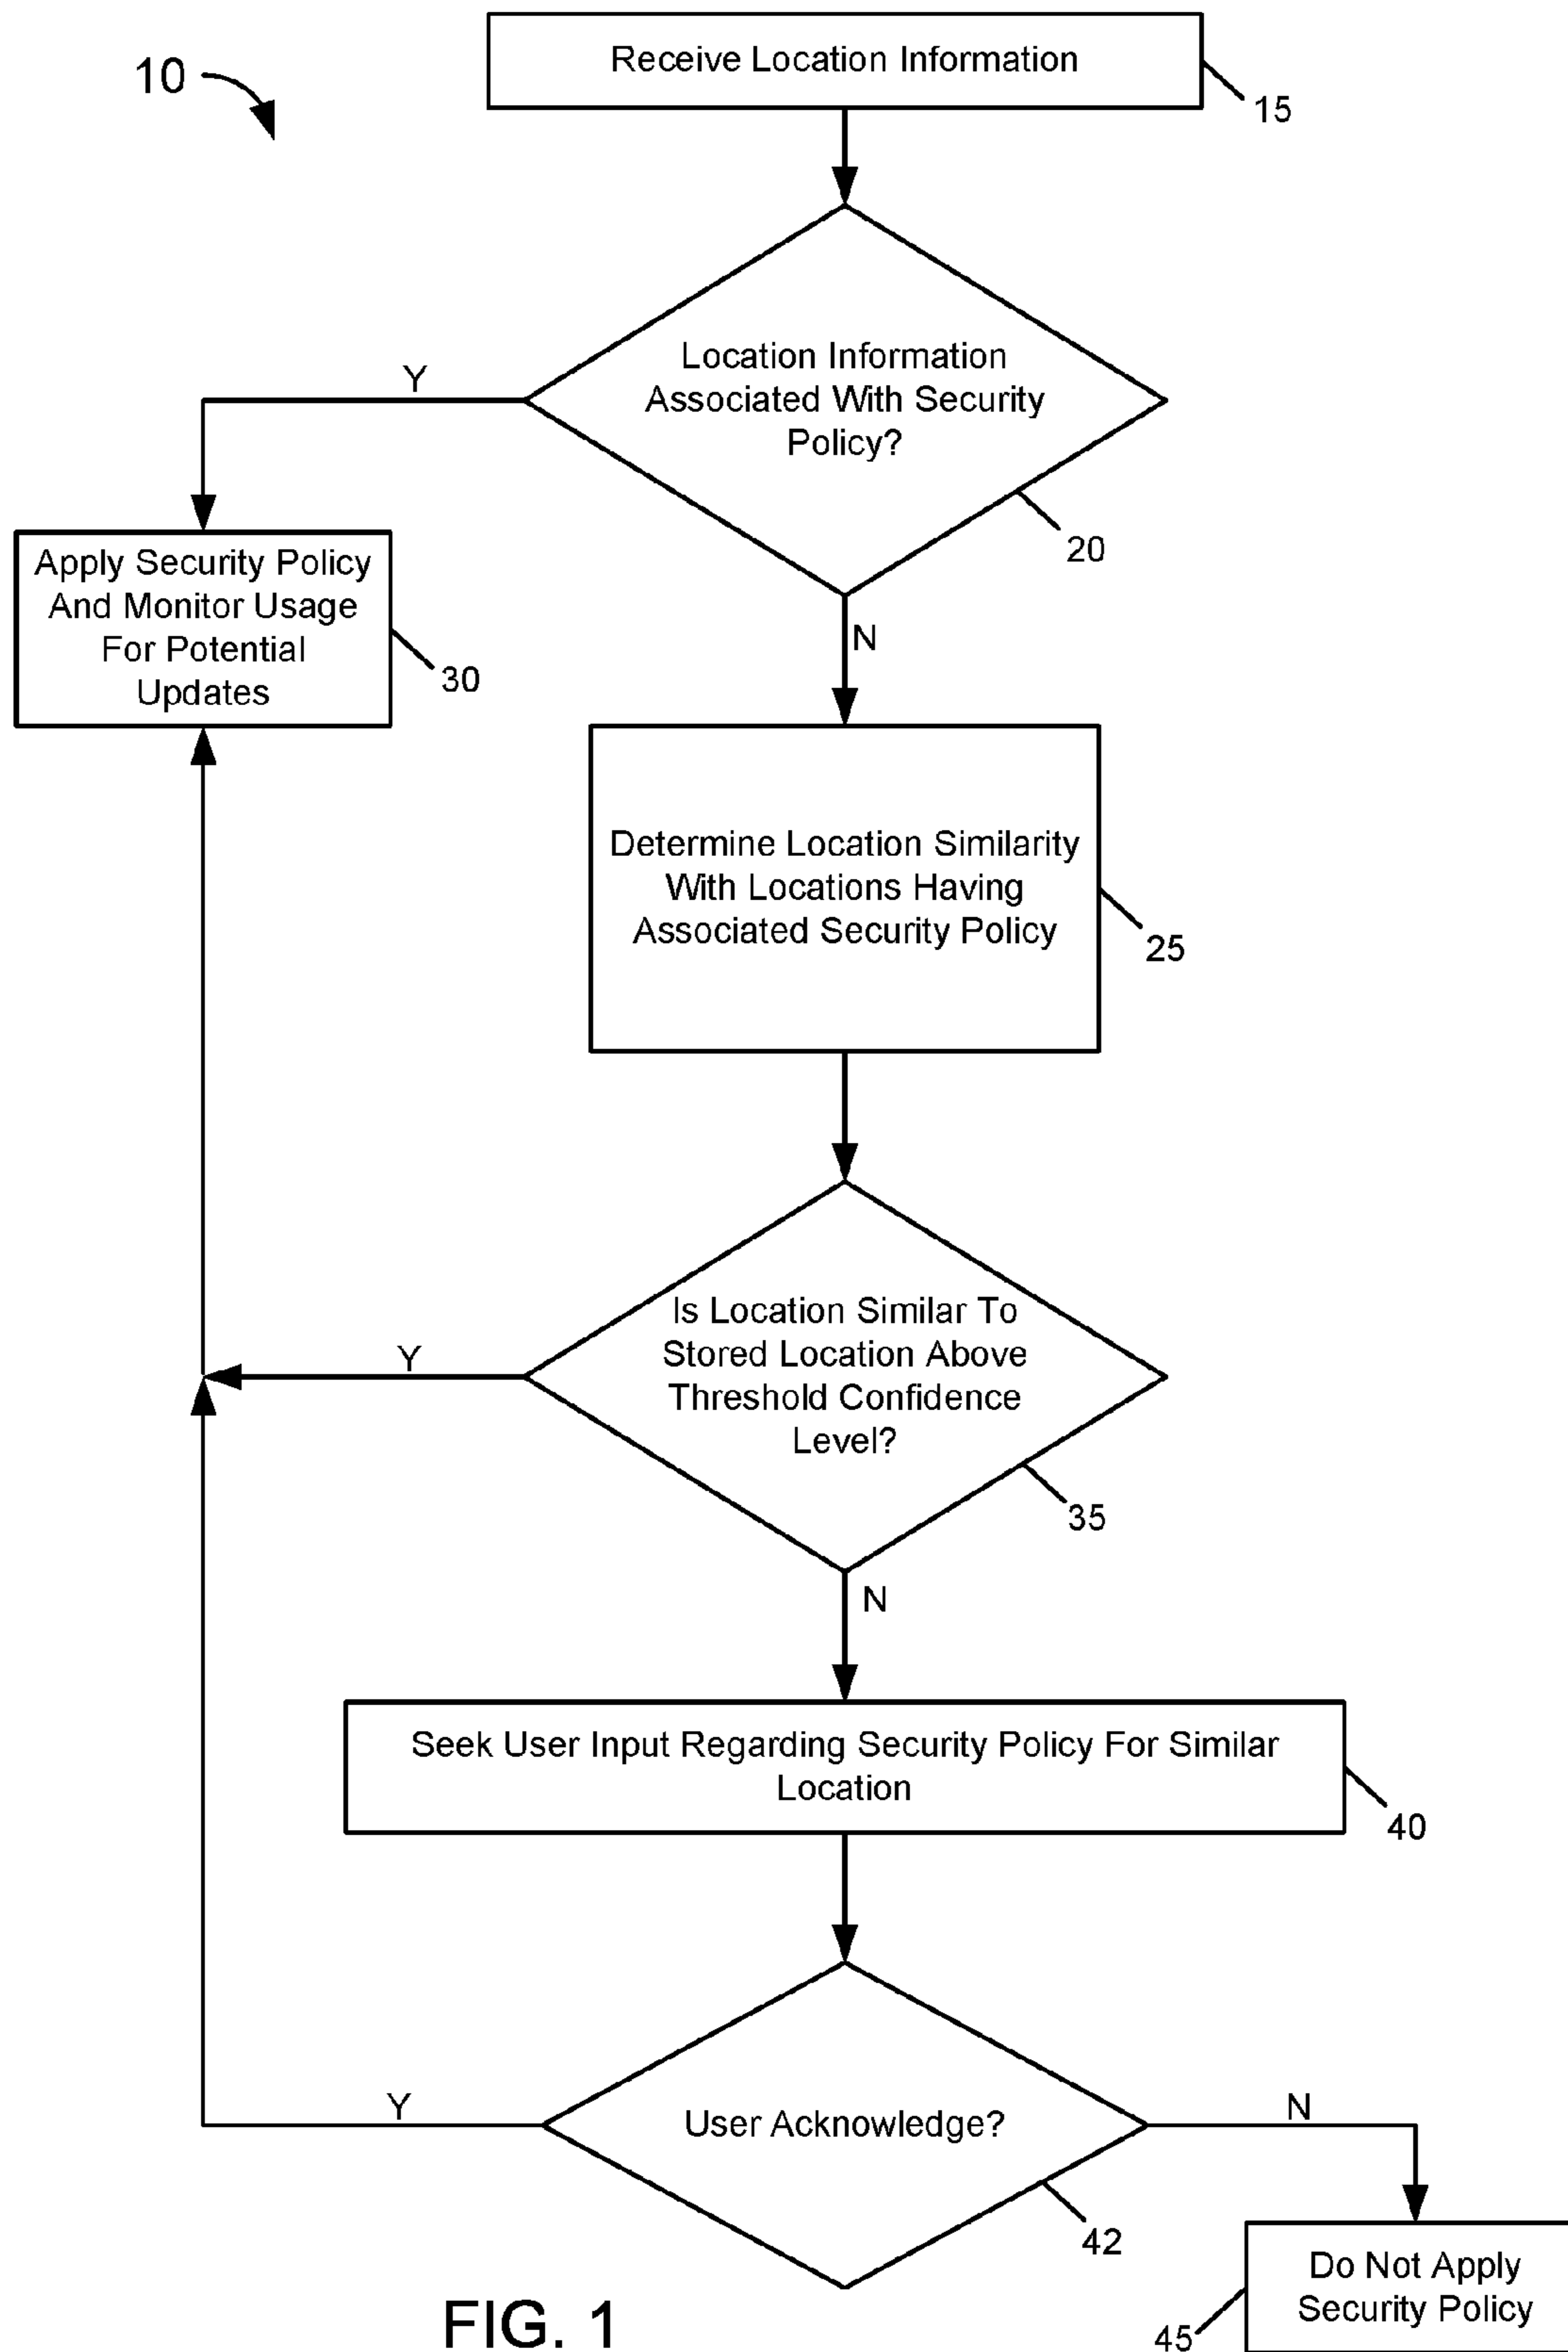 10
Receive Location Information
15
Location Information
Associated With Security
Policy?
20
Y
N
Apply Security Policy
And Monitor Usage
For Potential
Updates
30
Determine Location Similarity
With Locations Having
Associated Security Policy
25
Is Location Similar To
Stored Location Above
Threshold Confidence
Level?
35
Y
N
Seek User Input Regarding Security Policy For Similar
Location
40
User Acknowledge?
42
Y
N
Do Not Apply
Security Policy
45
FIG. 1